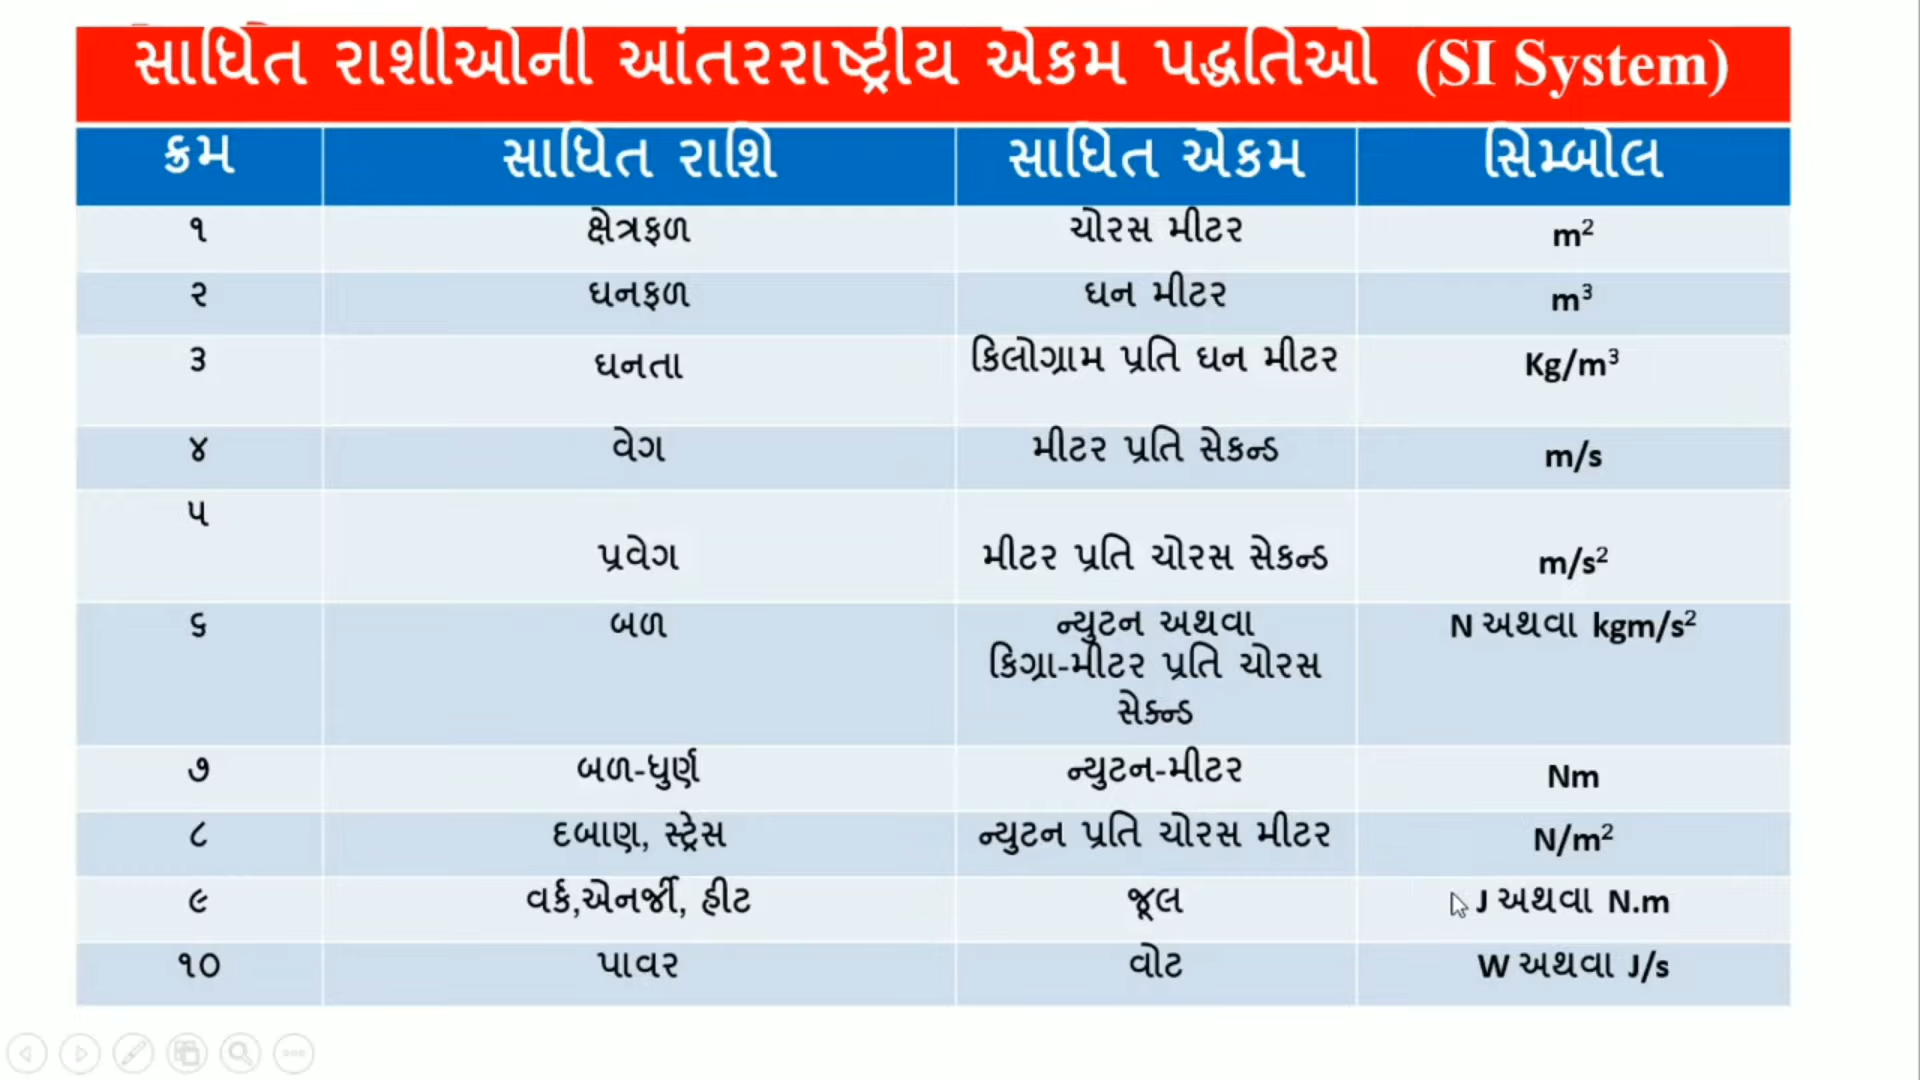 સાધિત રાશીઓની આંતરરાષ્ટ્રીય એકમ પદ્ધતિઓ (SI System)
ક્રમ સાધિત રાશિ સાધિત એકમ સિમ્બોલ
૧ ક્ષેત્રફળ ચોરસ મીટર m²
૨ ઘનફળ ઘન મીટર m³
૩ ઘનતા કિલોગ્રામ પ્રતિ ઘન મીટર Kg/m³
૪ વેગ મીટર પ્રતિ સેકન્ડ m/s
૫ પ્રવેગ મીટર પ્રતિ ચોરસ સેકન્ડ m/s²
૬ બળ ન્યુટન અથવા N અથવા kgm/s²
કિગ્રા-મીટર પ્રતિ ચોરસ
સેક્ન્ડ
૭ બળ-ધુર્ણ ન્યુટન-મીટર Nm
૮ દબાણ, સ્ટ્રેસ ન્યુટન પ્રતિ ચોરસ મીટર N/m²
૯ વર્ક,એનર્જી, હીટ જૂલ J અથવા N.m
૧૦ પાવર વોટ W અથવા J/s